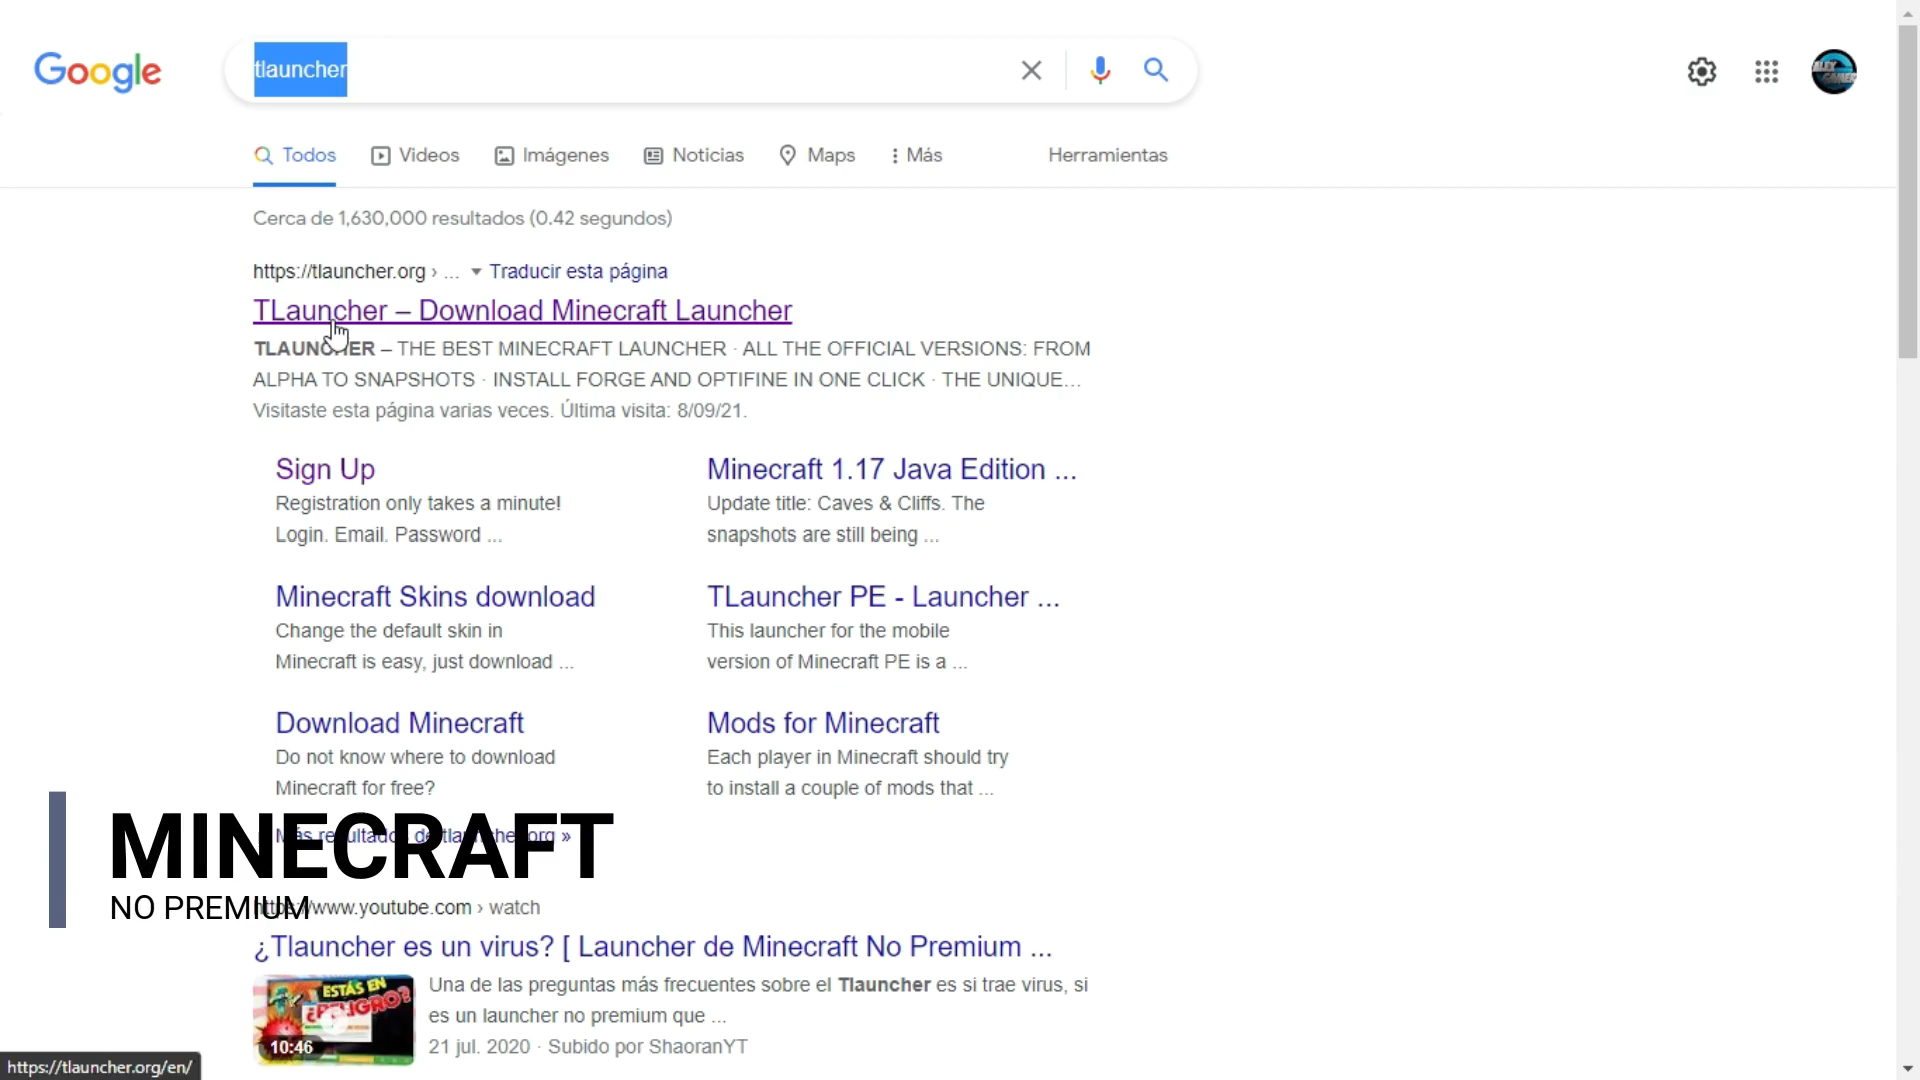 Google
tlauncher
Todos
Videos
Imágenes
Noticias
Maps
Más
Herramientas
Cerca de 1,630,000 resultados (0.42 segundos)
https://tlauncher.org › ... Traducir esta página
TLauncher – Download Minecraft Launcher
TLAUNCHER – THE BEST MINECRAFT LAUNCHER · ALL THE OFFICIAL VERSIONS: FROM
ALPHA TO SNAPSHOTS · INSTALL FORGE AND OPTIFINE IN ONE CLICK · THE UNIQUE...
Visitaste esta página varias veces. Última visita: 8/09/21.
Sign Up
Registration only takes a minute!
Login. Email. Password ...
Minecraft 1.17 Java Edition ...
Update title: Caves & Cliffs. The
snapshots are still being ...
Minecraft Skins download
Change the default skin in
Minecraft is easy, just download ...
TLauncher PE - Launcher ...
This launcher for the mobile
version of Minecraft PE is a ...
Download Minecraft
Do not know where to download
Minecraft for free?
Mods for Minecraft
Each player in Minecraft should try
to install a couple of mods that ...
Más resultados de tlauncher.org »
MINECRAFT
NO PREMIUM
https://www.youtube.com › watch
¿Tlauncher es un virus? [ Launcher de Minecraft No Premium ...
ESTÁS EN
¿PELIGRO?
10:46
Una de las preguntas más frecuentes sobre el Tlauncher es si trae virus, si
es un launcher no premium que ...
21 jul. 2020 · Subido por ShaoranYT
https://tlauncher.org/en/